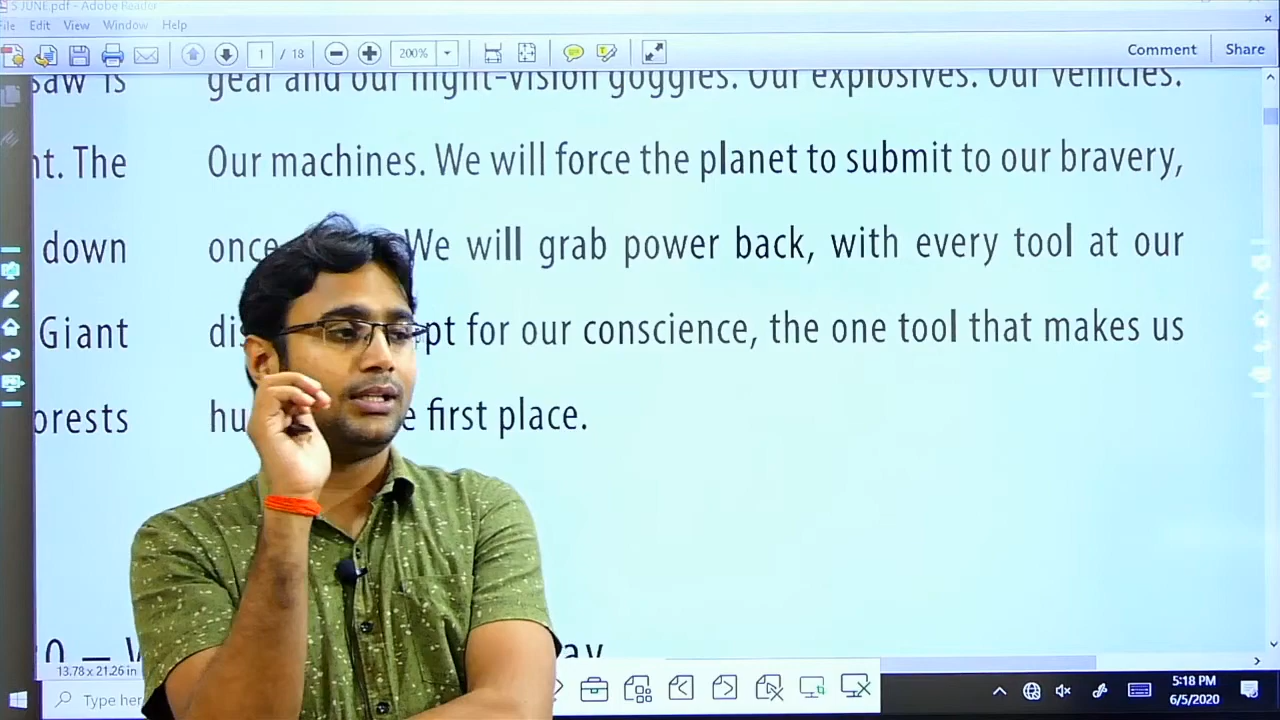 S JUNE.pdf - Adobe Reader
File Edit View Window Help
1 / 18 200% Comment Share
saw is
nt. The
down
Giant
orests
gear and our night-vision goggles. Our explosives. Our vehicles.
Our machines. We will force the planet to submit to our bravery,
once We will grab power back, with every tool at our
for our conscience, the one tool that makes us
first place.
13.78 x 21.26 in
Type her
5:18 PM
6/5/2020